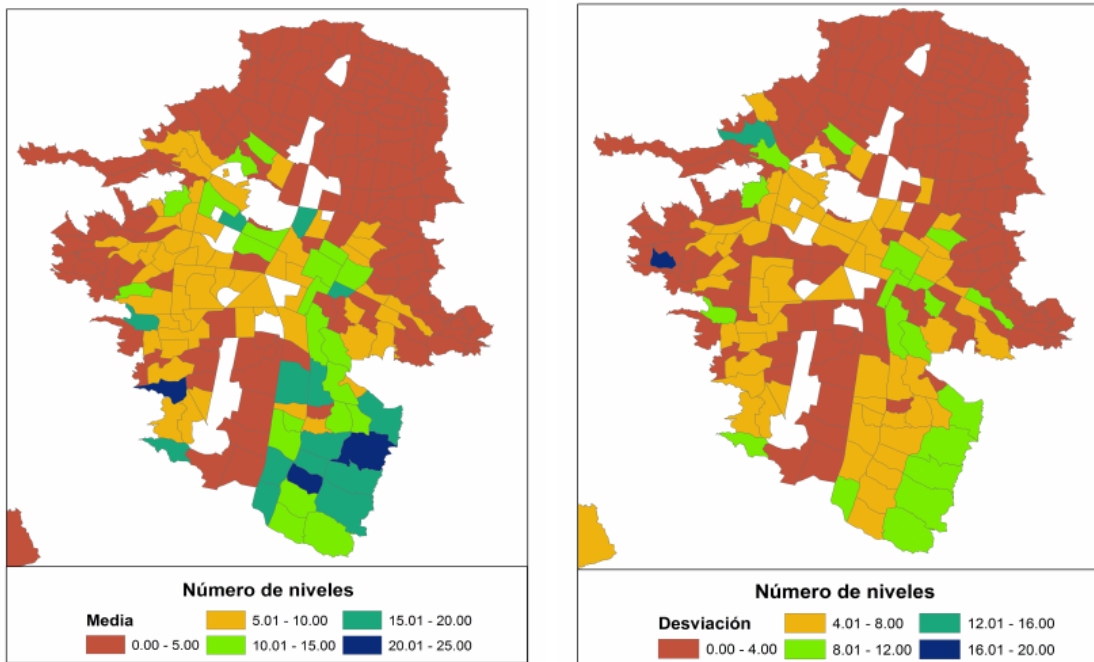 Número de niveles
Media
0.00 - 5.00
5.01 - 10.00
10.01 - 15.00
15.01 - 20.00
20.01 - 25.00
Número de niveles
Desviación
0.00 - 4.00
4.01 - 8.00
8.01 - 12.00
12.01 - 16.00
16.01 - 20.00